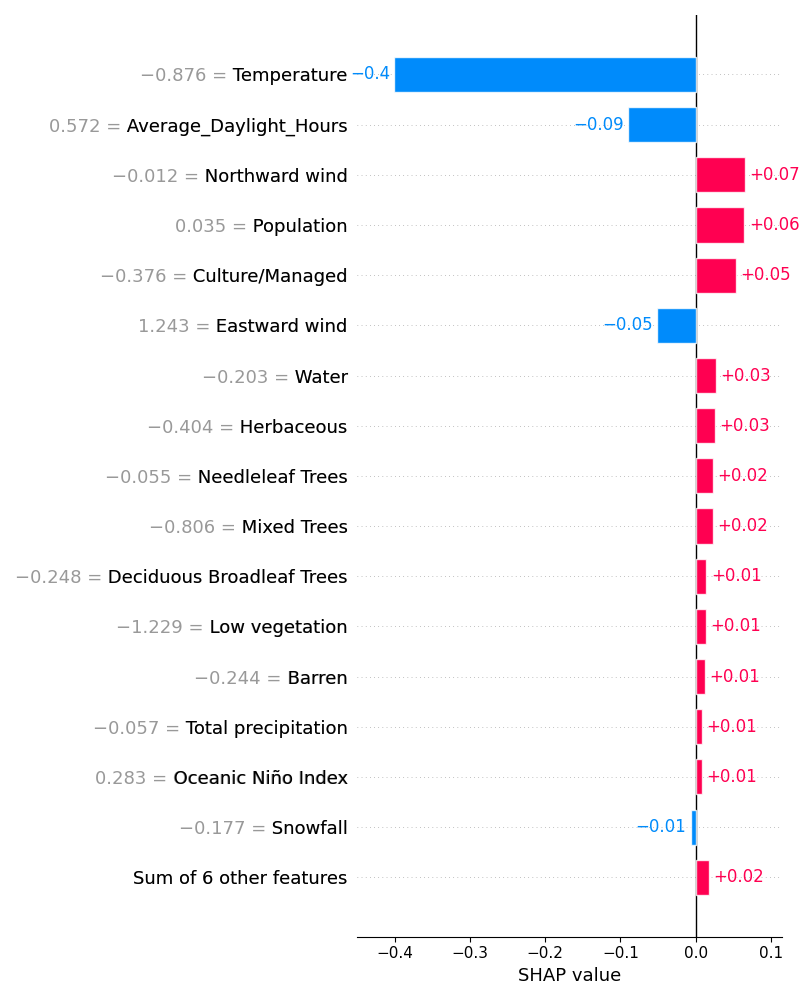 −0.876 = Temperature −0.4
0.572 = Average_Daylight_Hours −0.09
−0.012 = Northward wind +0.07
0.035 = Population +0.06
−0.376 = Culture/Managed +0.05
1.243 = Eastward wind −0.05
−0.203 = Water +0.03
−0.404 = Herbaceous +0.03
−0.055 = Needleleaf Trees +0.02
−0.806 = Mixed Trees +0.02
−0.248 = Deciduous Broadleaf Trees +0.01
−1.229 = Low vegetation +0.01
−0.244 = Barren +0.01
−0.057 = Total precipitation +0.01
0.283 = Oceanic Niño Index +0.01
−0.177 = Snowfall −0.01
Sum of 6 other features +0.02
−0.4 −0.3 −0.2 −0.1 0.0 0.1
SHAP value